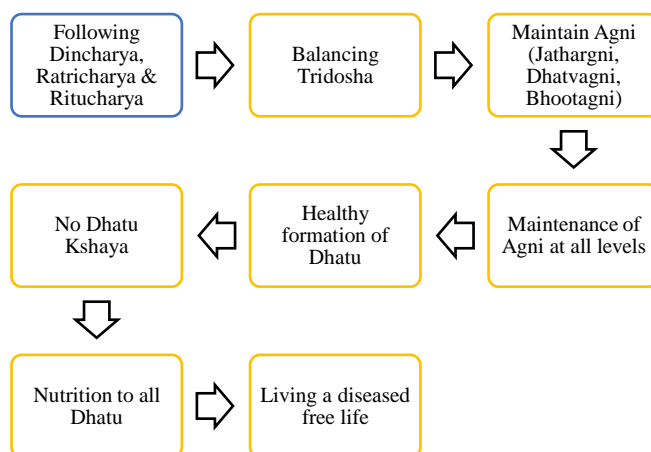 Following
Dincharya,
Ratricharya &
Ritucharya
Balancing
Tridosha
Maintain Agni
(Jathargni,
Dhatvagni,
Bhootagni)
Maintenance of
Agni at all levels
Healthy
formation of
Dhatu
No Dhatu
Kshaya
Nutrition to all
Dhatu
Living a diseased
free life